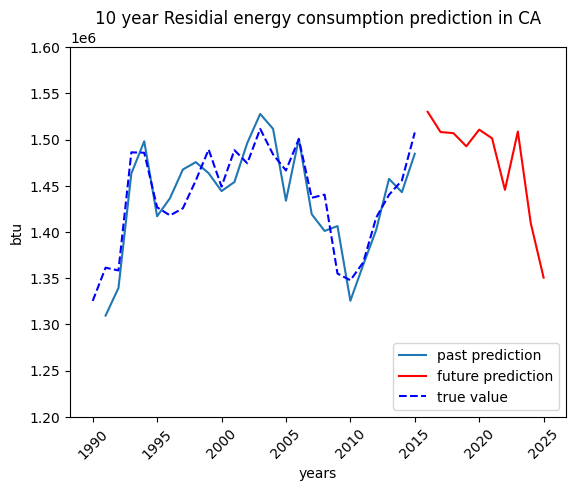 10 year Residial energy consumption prediction in CA
1e6
1.60
1.55
1.50
1.45
1.40
1.35
1.30
1.25
1.20
btu
1990
1995
2000
2005
2010
2015
2020
2025
years
past prediction
future prediction
true value